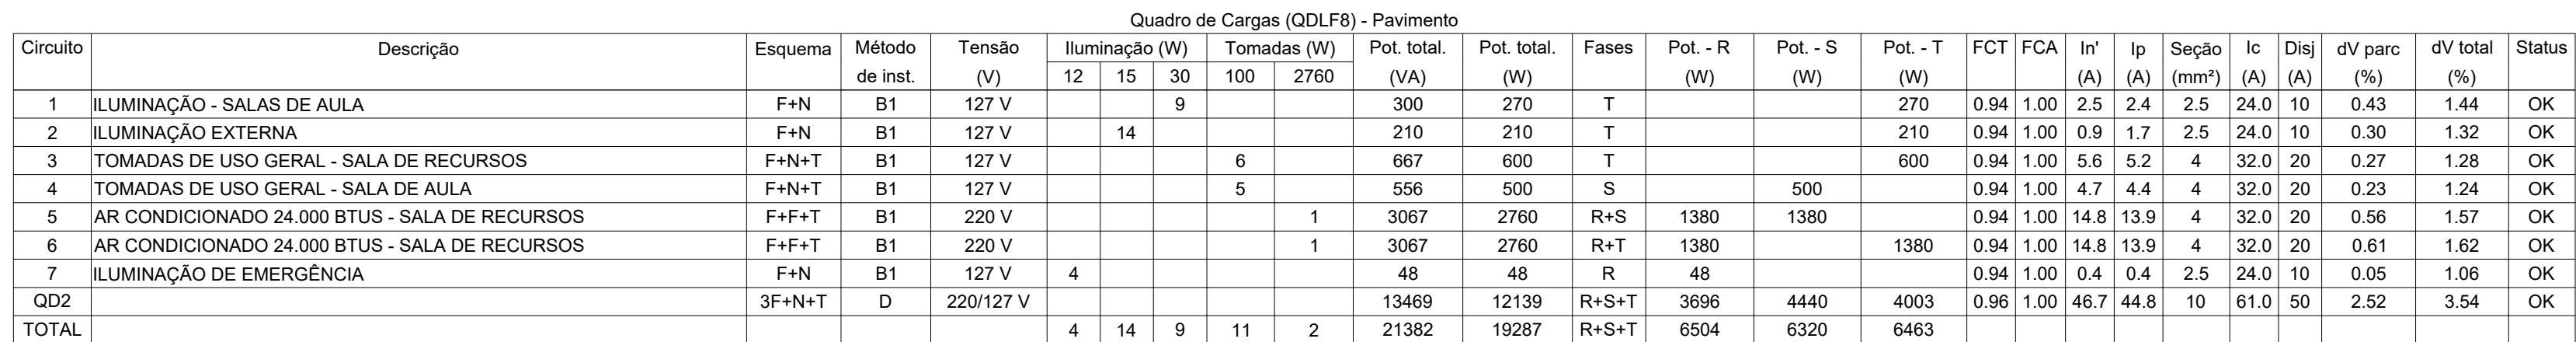 Quadro de Cargas (QDLF8) - Pavimento
Circuito Descrição Esquema Método de inst. Tensão (V) Iluminação (W) Tomadas (W) Pot. total. (VA) Pot. total. (W) Fases Pot. - R (W) Pot. - S (W) Pot. - T (W) FCT FCA In' (A) Ip (A) Seção (mm²) Ic (A) Disj (A) dV parc (%) dV total (%) Status
12 15 30 100 2760
1 ILUMINAÇÃO - SALAS DE AULA F+N B1 127 V 9 300 270 T 270 0.94 1.00 2.5 2.4 2.5 24.0 10 0.43 1.44 OK
2 ILUMINAÇÃO EXTERNA F+N B1 127 V 14 210 210 T 210 0.94 1.00 0.9 1.7 2.5 24.0 10 0.30 1.32 OK
3 TOMADAS DE USO GERAL - SALA DE RECURSOS F+N+T B1 127 V 6 667 600 T 600 0.94 1.00 5.6 5.2 4 32.0 20 0.27 1.28 OK
4 TOMADAS DE USO GERAL - SALA DE AULA F+N+T B1 127 V 5 556 500 S 500 0.94 1.00 4.7 4.4 4 32.0 20 0.23 1.24 OK
5 AR CONDICIONADO 24.000 BTUS - SALA DE RECURSOS F+F+T B1 220 V 1 3067 2760 R+S 1380 1380 0.94 1.00 14.8 13.9 4 32.0 20 0.56 1.57 OK
6 AR CONDICIONADO 24.000 BTUS - SALA DE RECURSOS F+F+T B1 220 V 1 3067 2760 R+T 1380 1380 0.94 1.00 14.8 13.9 4 32.0 20 0.61 1.62 OK
7 ILUMINAÇÃO DE EMERGÊNCIA F+N B1 127 V 4 48 48 R 48 0.94 1.00 0.4 0.4 2.5 24.0 10 0.05 1.06 OK
QD2 3F+N+T D 220/127 V 13469 12139 R+S+T 3696 4440 4003 0.96 1.00 46.7 44.8 10 61.0 50 2.52 3.54 OK
TOTAL 4 14 9 11 2 21382 19287 R+S+T 6504 6320 6463